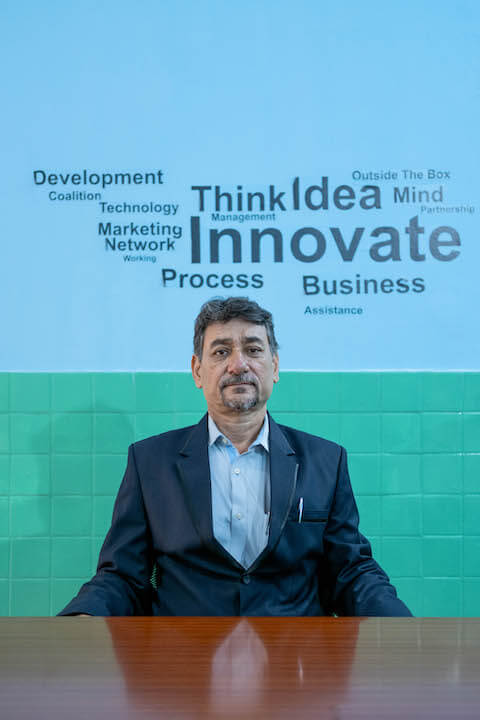 Development
Coalition
Technology
Marketing
Network
Working
Think Idea
Management
Innovate
Outside The Box
Mind
Partnership
Process
Business
Assistance